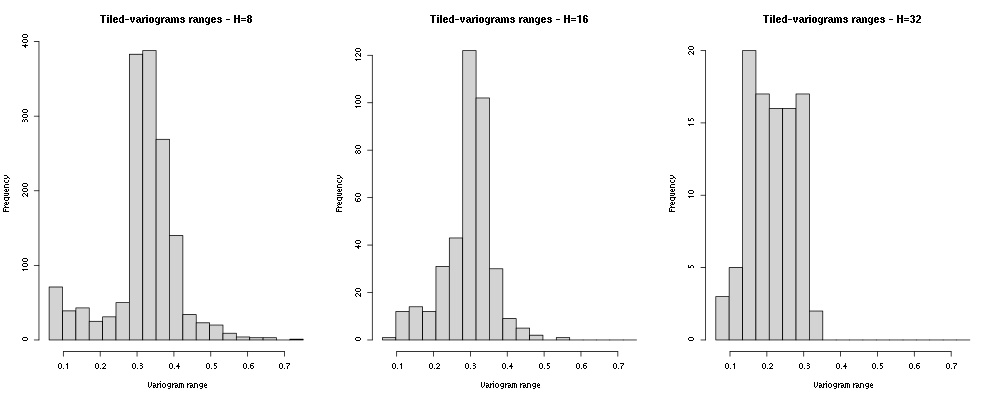 Tiled-variograms ranges - H=8
Tiled-variograms ranges - H=16
Tiled-variograms ranges - H=32
Frequency
400
300
200
100
0
0.1 0.2 0.3 0.4 0.5 0.6 0.7
Variogram range
Frequency
120
100
80
60
40
20
0
0.1 0.2 0.3 0.4 0.5 0.6 0.7
Variogram range
Frequency
20
15
10
5
0
0.1 0.2 0.3 0.4 0.5 0.6 0.7
Variogram range